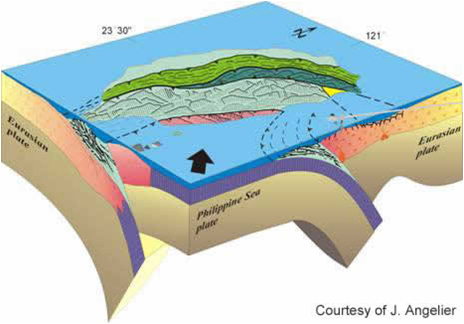 23˚30"
121˚
N
Eurasian
plate
Eurasian
plate
Philippine Sea
plate
Courtesy of J. Angelier